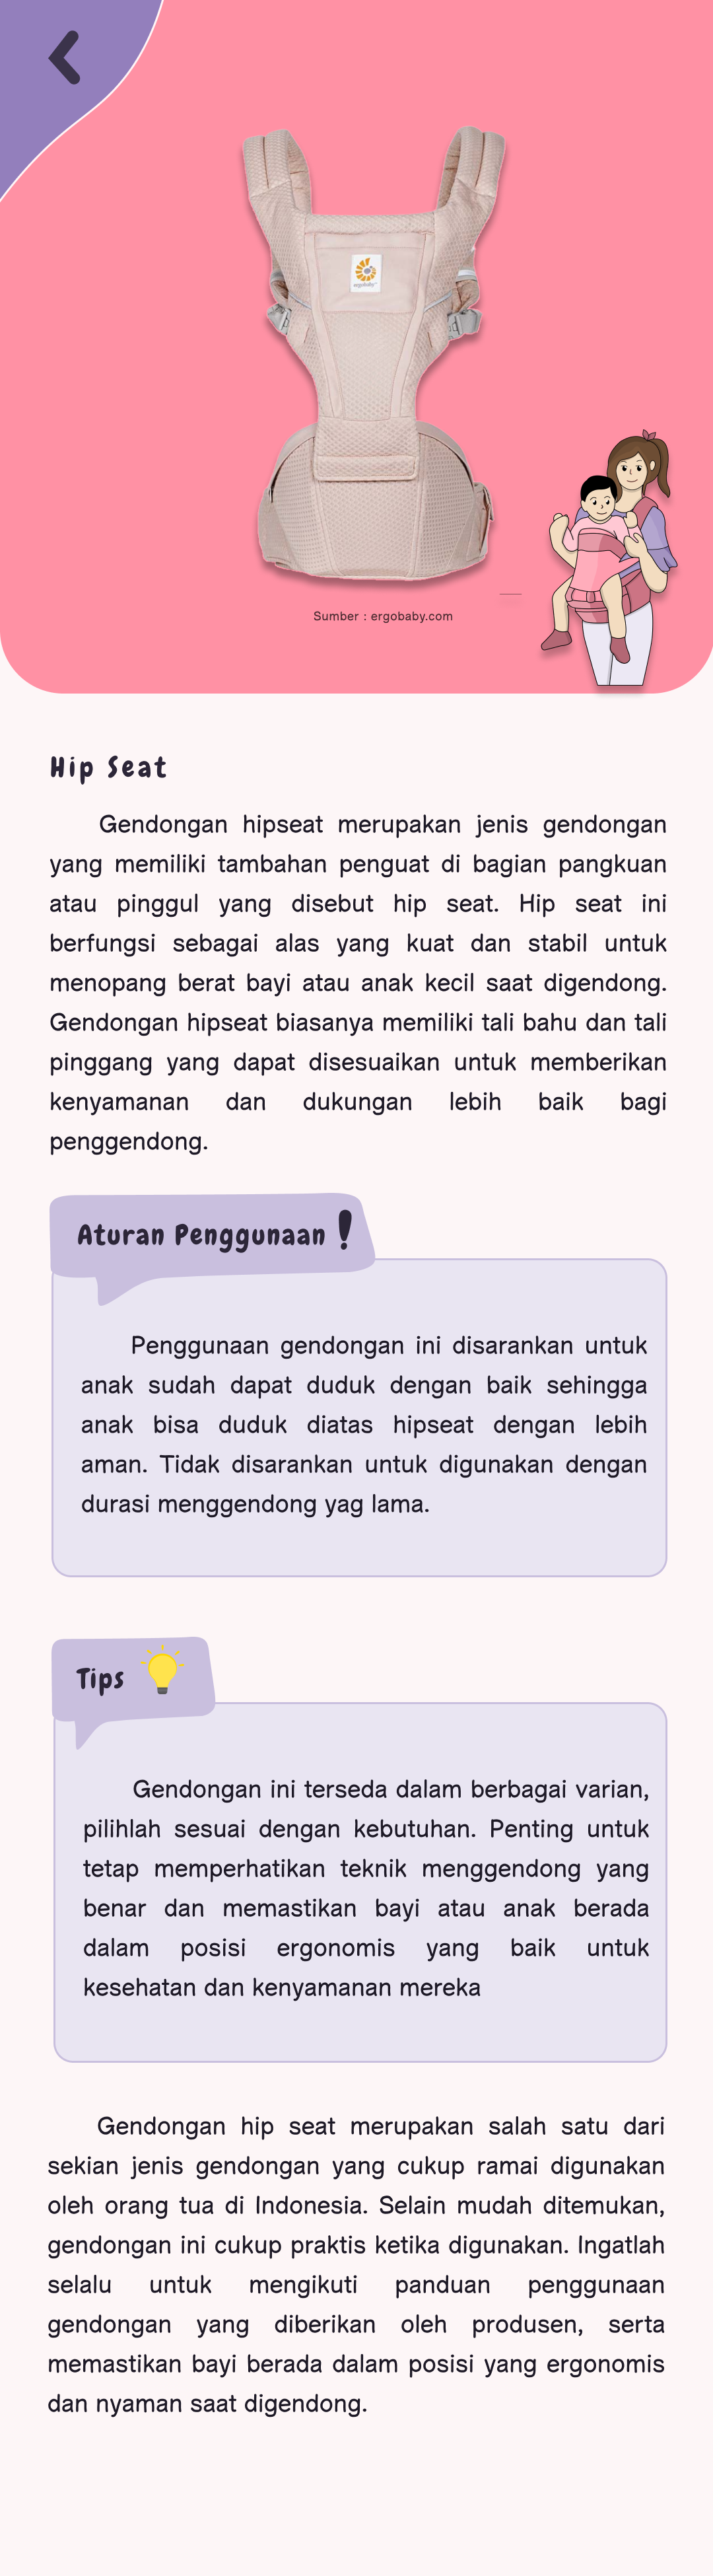 ergobaby
Sumber : ergobaby.com
Hip Seat
Gendongan hipseat merupakan jenis gendongan
yang memiliki tambahan penguat di bagian pangkuan
atau pinggul yang disebut hip seat. Hip seat ini
berfungsi sebagai alas yang kuat dan stabil untuk
menopang berat bayi atau anak kecil saat digendong.
Gendongan hipseat biasanya memiliki tali bahu dan tali
pinggang yang dapat disesuaikan untuk memberikan
kenyamanan dan dukungan lebih baik bagi
penggendong.
Aturan Penggunaan !
Penggunaan gendongan ini disarankan untuk
anak sudah dapat duduk dengan baik sehingga
anak bisa duduk diatas hipseat dengan lebih
aman. Tidak disarankan untuk digunakan dengan
durasi menggendong yag lama.
Tips
Gendongan ini terseda dalam berbagai varian,
pilihlah sesuai dengan kebutuhan. Penting untuk
tetap memperhatikan teknik menggendong yang
benar dan memastikan bayi atau anak berada
dalam posisi ergonomis yang baik untuk
kesehatan dan kenyamanan mereka
Gendongan hip seat merupakan salah satu dari
sekian jenis gendongan yang cukup ramai digunakan
oleh orang tua di Indonesia. Selain mudah ditemukan,
gendongan ini cukup praktis ketika digunakan. Ingatlah
selalu untuk mengikuti panduan penggunaan
gendongan yang diberikan oleh produsen, serta
memastikan bayi berada dalam posisi yang ergonomis
dan nyaman saat digendong.